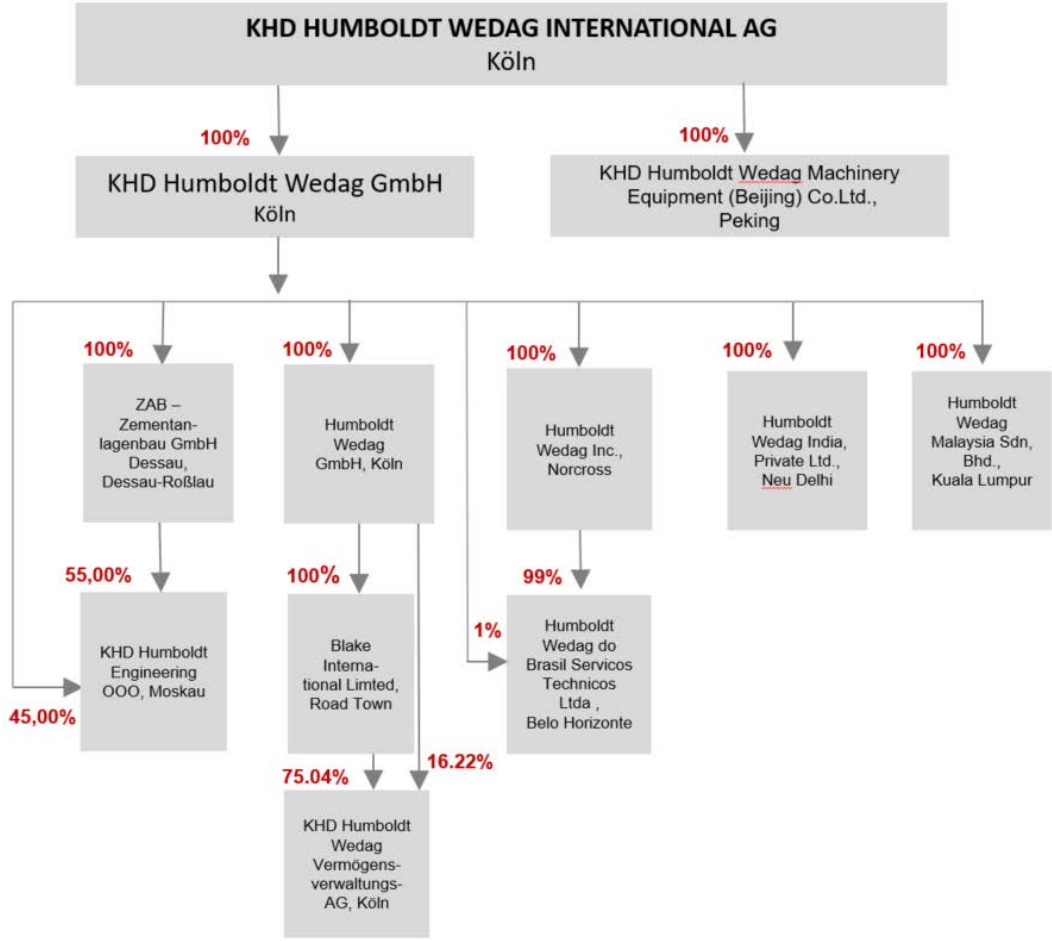 KHD HUMBOLDT WEDAG INTERNATIONAL AG
Köln
100%
100%
KHD Humboldt Wedag GmbH
Köln
KHD Humboldt Wedag Machinery
Equipment (Beijing) Co.Ltd.,
Peking
100%
100%
100%
100%
100%
ZAB –
Zementan-
lagenbau GmbH
Dessau,
Dessau-Roßlau
Humboldt
Wedag
GmbH, Köln
Humboldt
Wedag Inc.,
Norcross
Humboldt
Wedag India,
Private Ltd.,
Neu Delhi
Humboldt
Wedag
Malaysia Sdn,
Bhd.,
Kuala Lumpur
55,00%
100%
99%
KHD Humboldt
Engineering
OOO, Moskau
45,00%
Blake
Interna-
tional Limted,
Road Town
1%
Humboldt
Wedag do
Brasil Servicos
Technicos
Ltda ,
Belo Horizonte
75.04%
16.22%
KHD Humboldt
Wedag
Vermögens-
verwaltungs-
AG, Köln